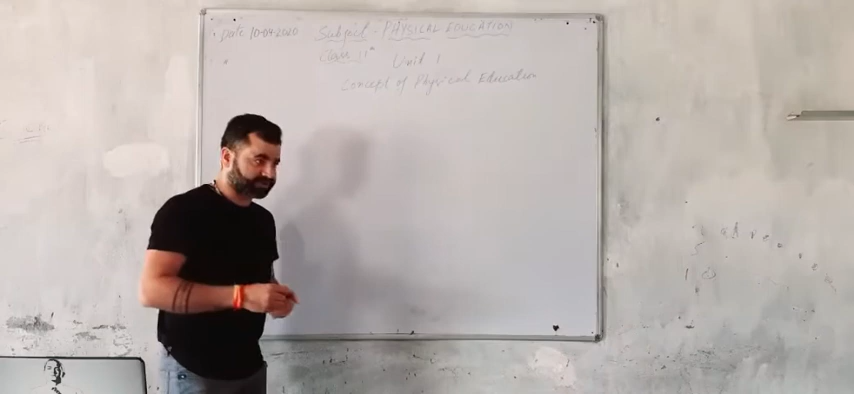 Date 10-04-2020 Subject - PHYSICAL EDUCATION
Class 11th
Unit 1
Concept of Physical Education